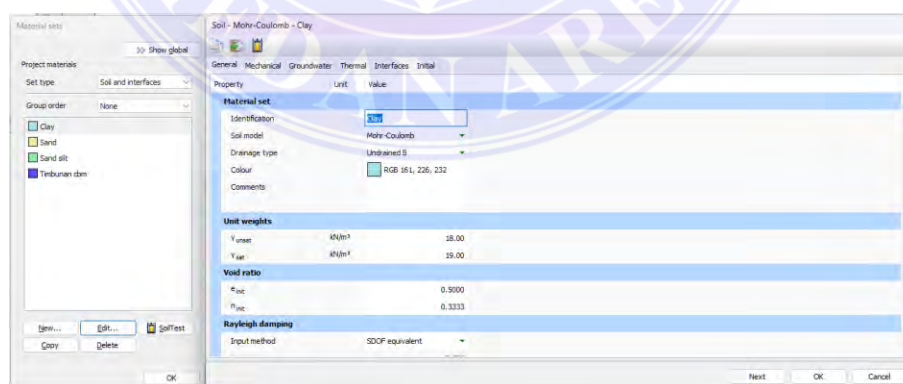 Material sets
>> Show global
Project materials
Set type Soil and interfaces
Group order None
Clay
Sand
Sand silt
Timbunan cbm
New... Edit... SoilTest
Copy Delete
OK
Soil - Mohr-Coulomb - Clay
General Mechanical Groundwater Thermal Interfaces Initial
Property Unit Value
Material set
Identification Clay
Soil model Mohr-Coulomb
Drainage type Undrained B
Colour RGB 161, 226, 232
Comments
Unit weights
γ unsat kN/m³ 18.00
γ sat kN/m³ 19.00
Void ratio
e init 0.5000
n init 0.3333
Rayleigh damping
Input method SDOF equivalent
Next OK Cancel